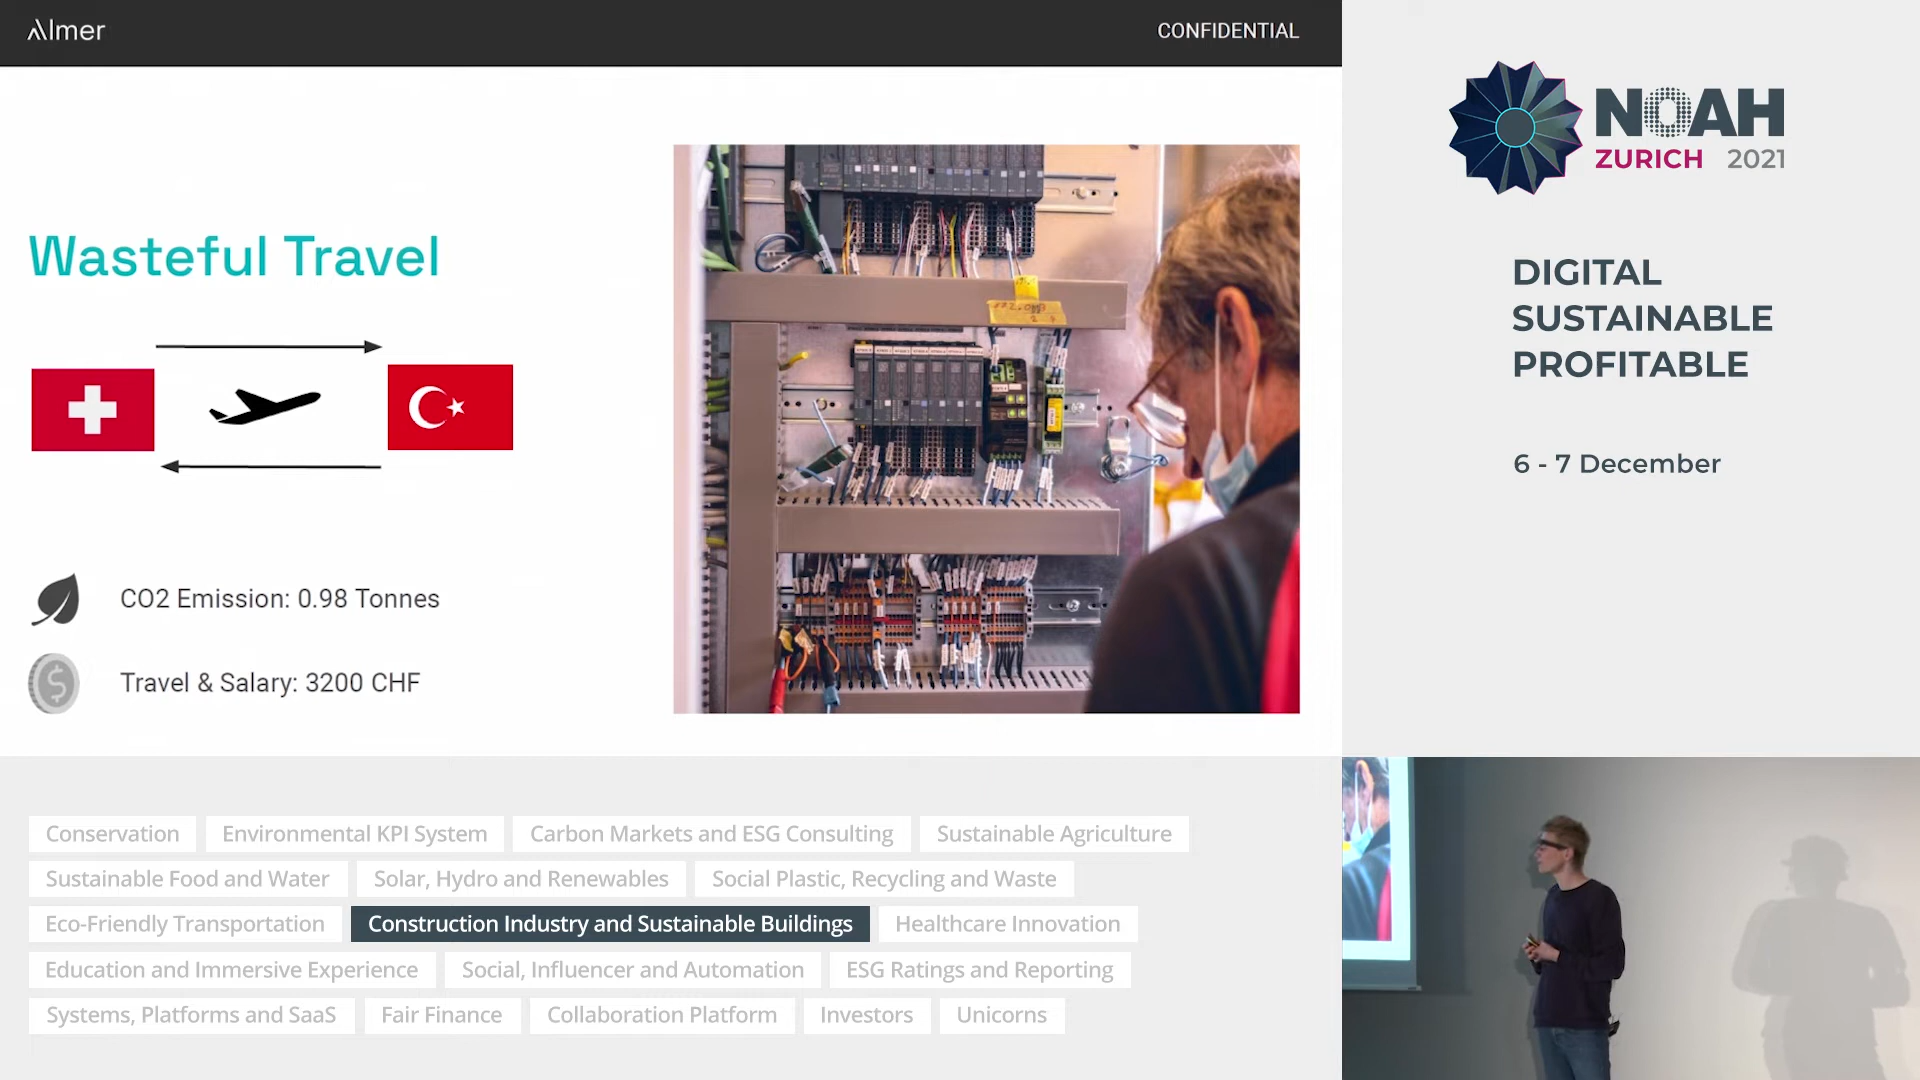 Almer
CONFIDENTIAL
Wasteful Travel
CO2 Emission: 0.98 Tonnes
Travel & Salary: 3200 CHF
NOAH
ZURICH 2021
DIGITAL
SUSTAINABLE
PROFITABLE
6 - 7 December
Conservation
Environmental KPI System
Carbon Markets and ESG Consulting
Sustainable Agriculture
Sustainable Food and Water
Solar, Hydro and Renewables
Social Plastic, Recycling and Waste
Eco-Friendly Transportation
Construction Industry and Sustainable Buildings
Healthcare Innovation
Education and Immersive Experience
Social, Influencer and Automation
ESG Ratings and Reporting
Systems, Platforms and SaaS
Fair Finance
Collaboration Platform
Investors
Unicorns